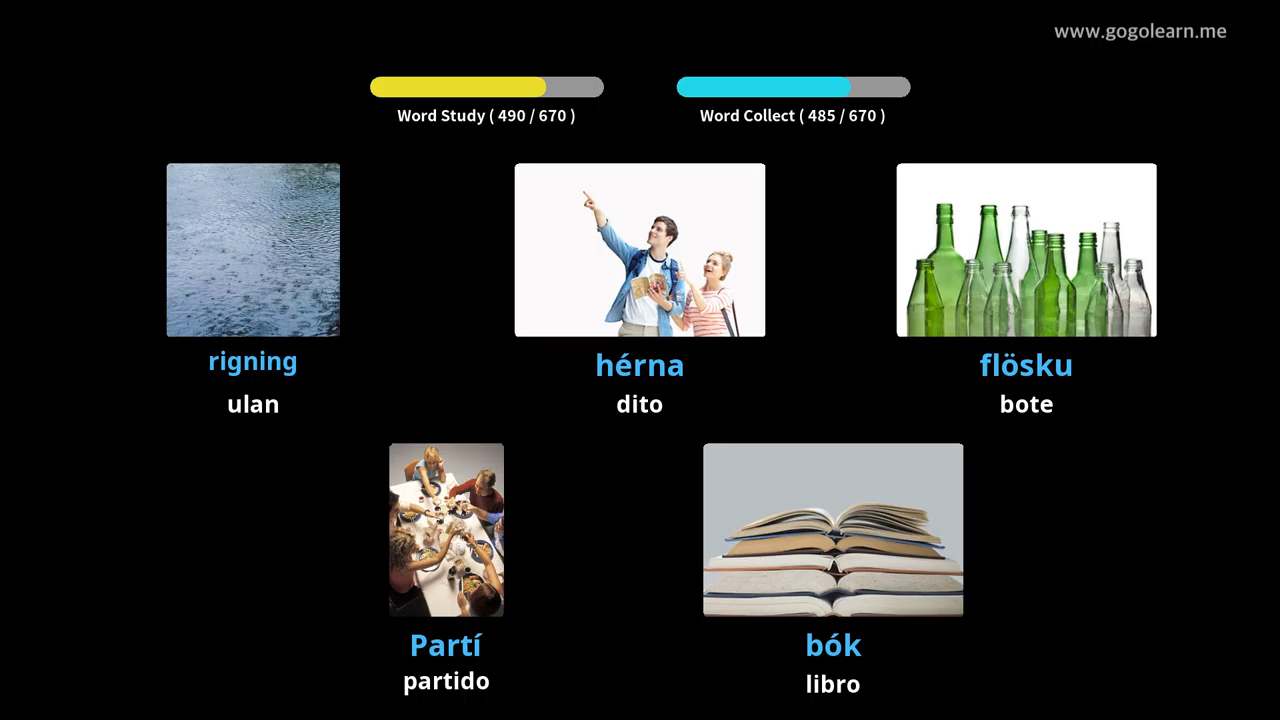 www.gogolearn.me
Word Study ( 490 / 670 )
Word Collect ( 485 / 670 )
rigning
hérna
flösku
ulan
dito
bote
Partí
bók
partido
libro